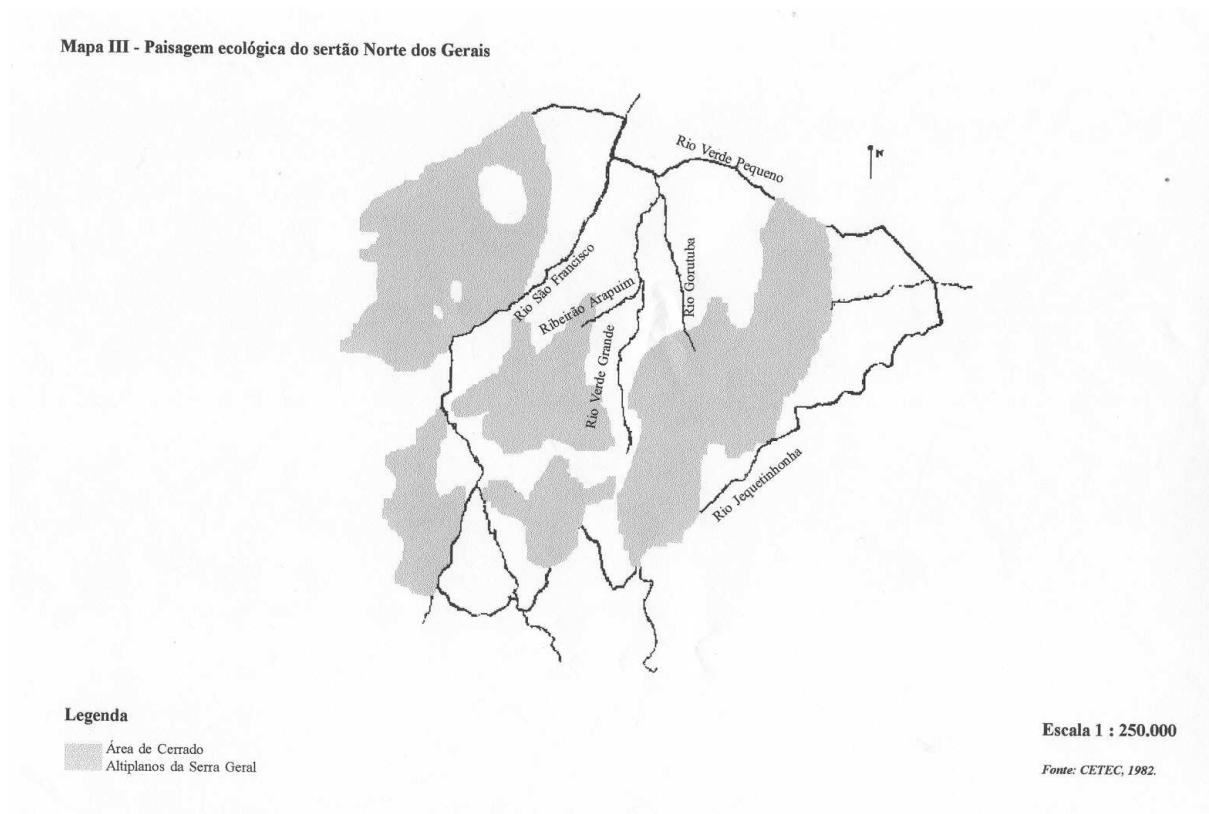 Mapa III - Paisagem ecológica do sertão Norte dos Gerais
Rio Verde Pequeno
N
Rio São Francisco
Rio Gorutuba
Ribeirão Arapuim
Rio Verde Grande
Rio Jequetinhonha
Legenda
Área de Cerrado
Altiplanos da Serra Geral
Escala 1 : 250.000
Fonte: CETEC, 1982.